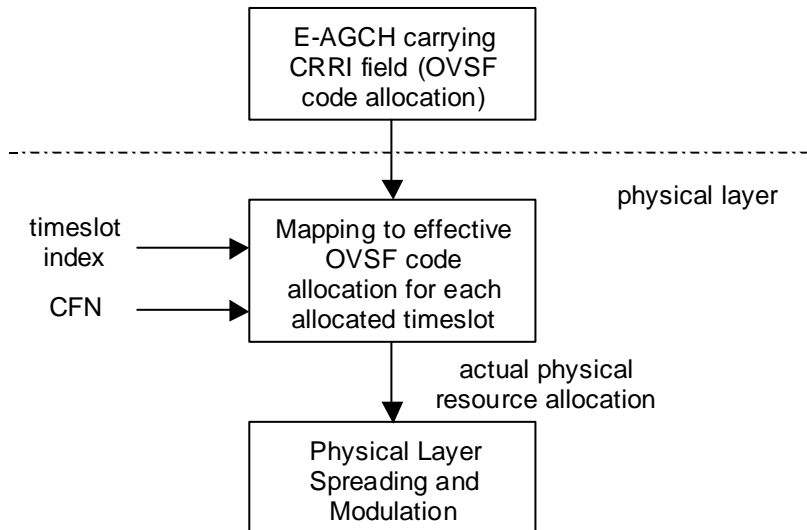 E-AGCH carrying
CRRI field (OVSF
code allocation)
physical layer
timeslot
index
CFN
Mapping to effective
OVSF code
allocation for each
allocated timeslot
actual physical
resource allocation
Physical Layer
Spreading and
Modulation